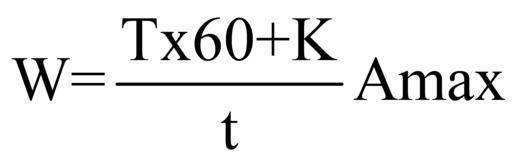 W= Tx60+K / t Amax